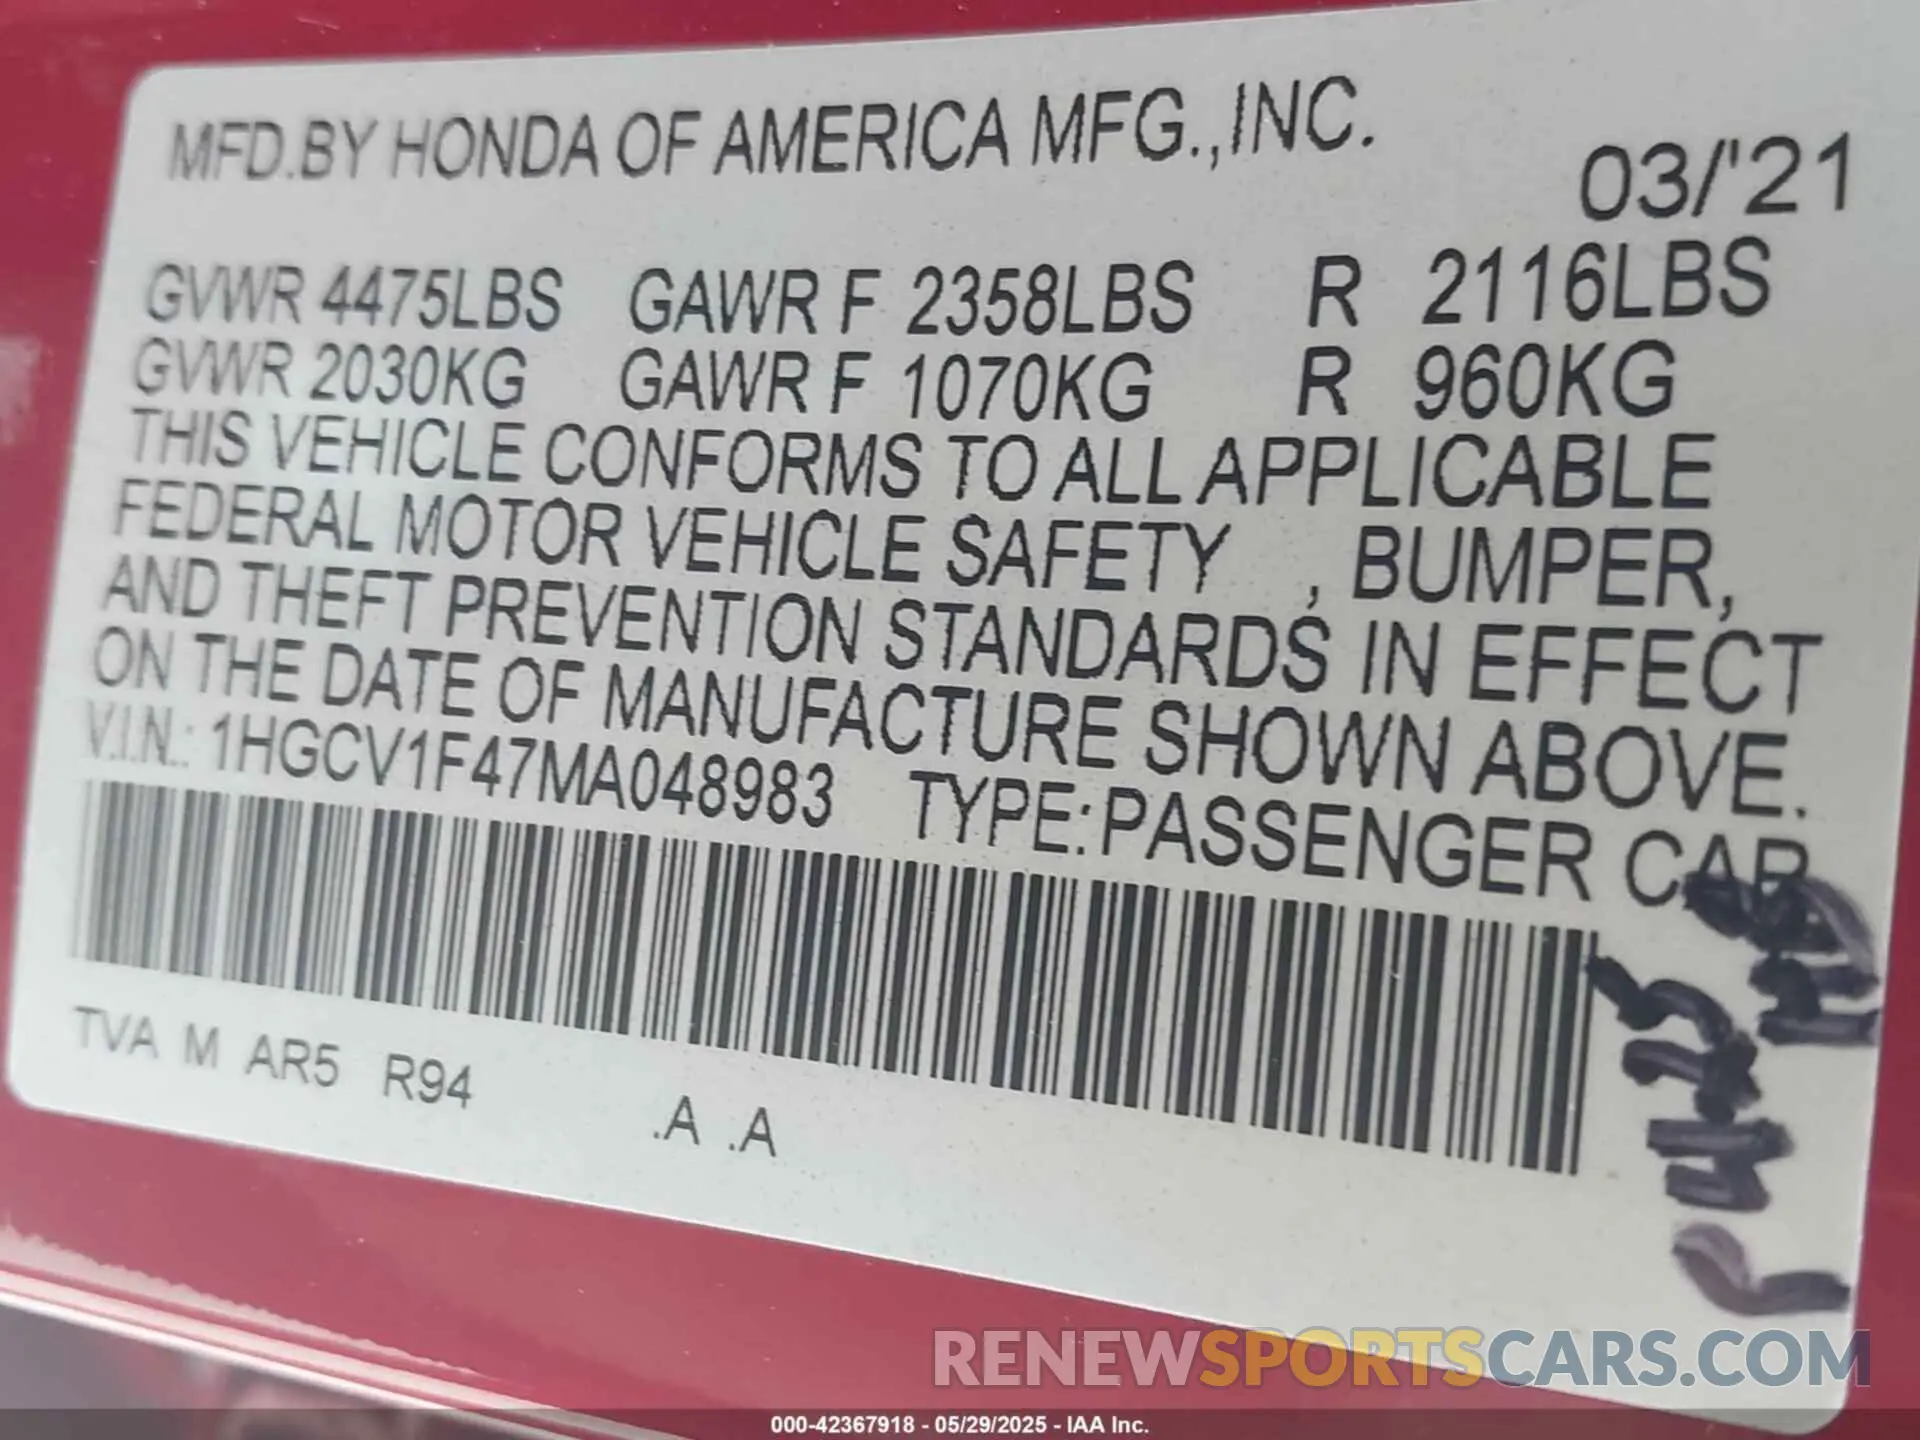 MFD.BY HONDA OF AMERICA MFG.,INC.
03/'21
GVWR 4475LBS GAWR F 2358LBS R 2116LBS
GVWR 2030KG GAWR F 1070KG R 960KG
THIS VEHICLE CONFORMS TO ALL APPLICABLE
FEDERAL MOTOR VEHICLE SAFETY , BUMPER,
AND THEFT PREVENTION STANDARDS IN EFFECT
ON THE DATE OF MANUFACTURE SHOWN ABOVE.
V.I.N.: 1HGCV1F47MA048983 TYPE:PASSENGER CAR
TVA M AR5 R94 .A .A
RENEWSPORTSCARS.COM
000-42367918 - 05/29/2025 - IAA Inc.